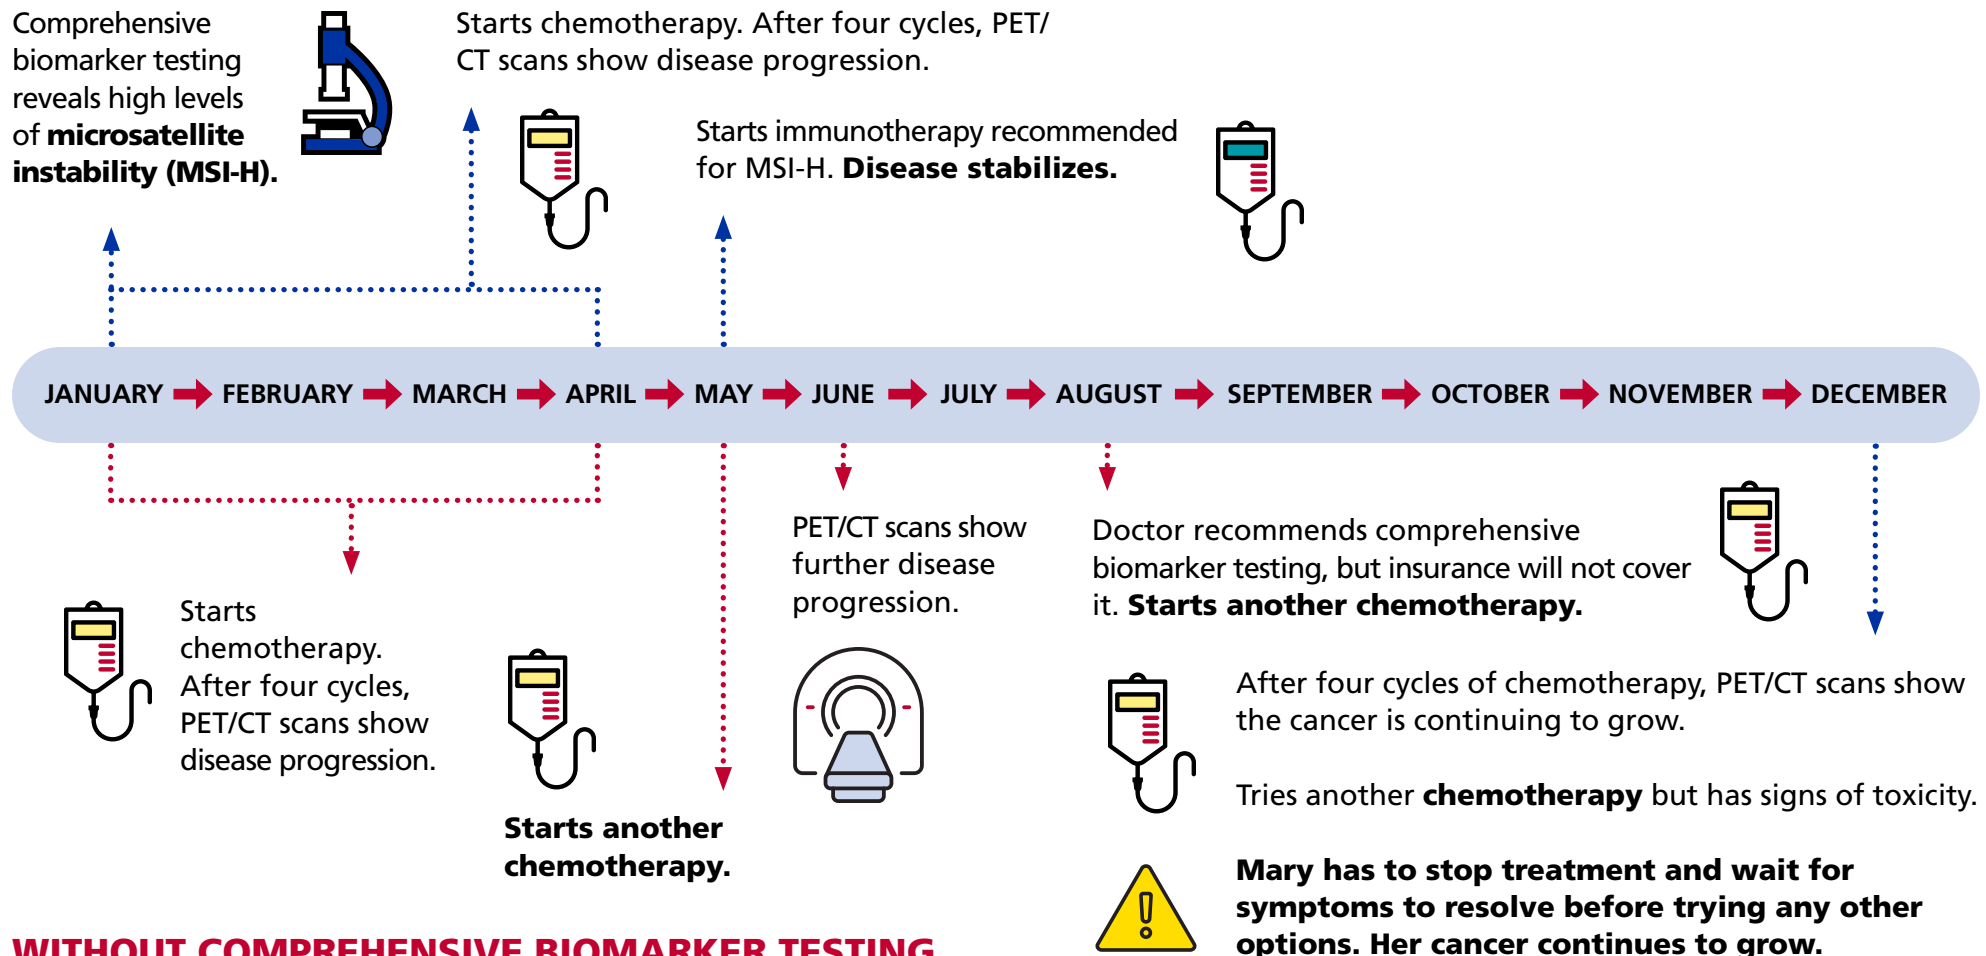 Comprehensive
biomarker testing
reveals high levels
of microsatellite
instability (MSI-H).
Starts chemotherapy. After four cycles, PET/
CT scans show disease progression.
Starts immunotherapy recommended
for MSI-H. Disease stabilizes.
JANUARY FEBRUARY MARCH APRIL MAY JUNE JULY AUGUST SEPTEMBER OCTOBER NOVEMBER DECEMBER
Starts
chemotherapy.
After four cycles,
PET/CT scans show
disease progression.
Starts another
chemotherapy.
PET/CT scans show
further disease
progression.
Doctor recommends comprehensive
biomarker testing, but insurance will not cover
it. Starts another chemotherapy.
After four cycles of chemotherapy, PET/CT scans show
the cancer is continuing to grow.
Tries another chemotherapy but has signs of toxicity.
Mary has to stop treatment and wait for
symptoms to resolve before trying any other
options. Her cancer continues to grow.
WITHOUT COMPREHENSIVE BIOMARKER TESTING